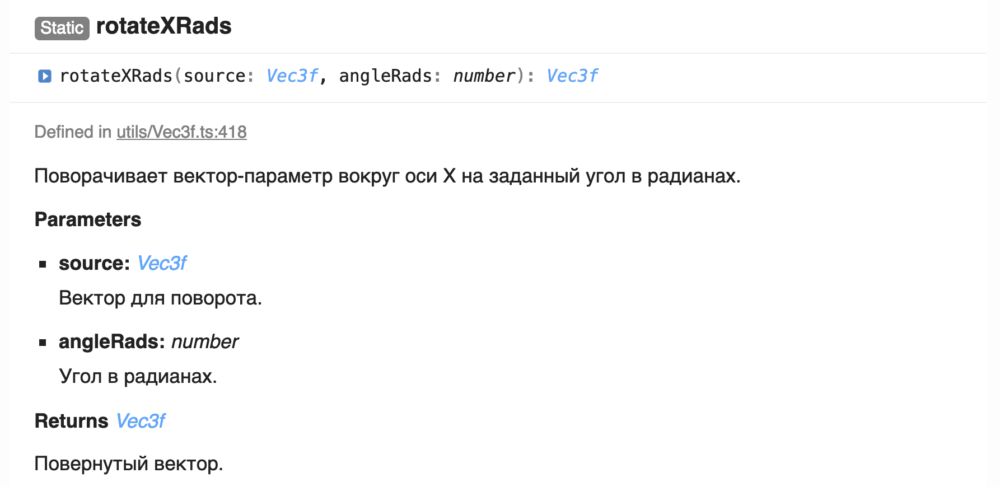 Static rotateXRads
rotateXRads(source: Vec3f, angleRads: number): Vec3f
Defined in utils/Vec3f.ts:418
Поворачивает вектор-параметр вокруг оси X на заданный угол в радианах.
Parameters
source: Vec3f
Вектор для поворота.
angleRads: number
Угол в радианах.
Returns Vec3f
Повернутый вектор.